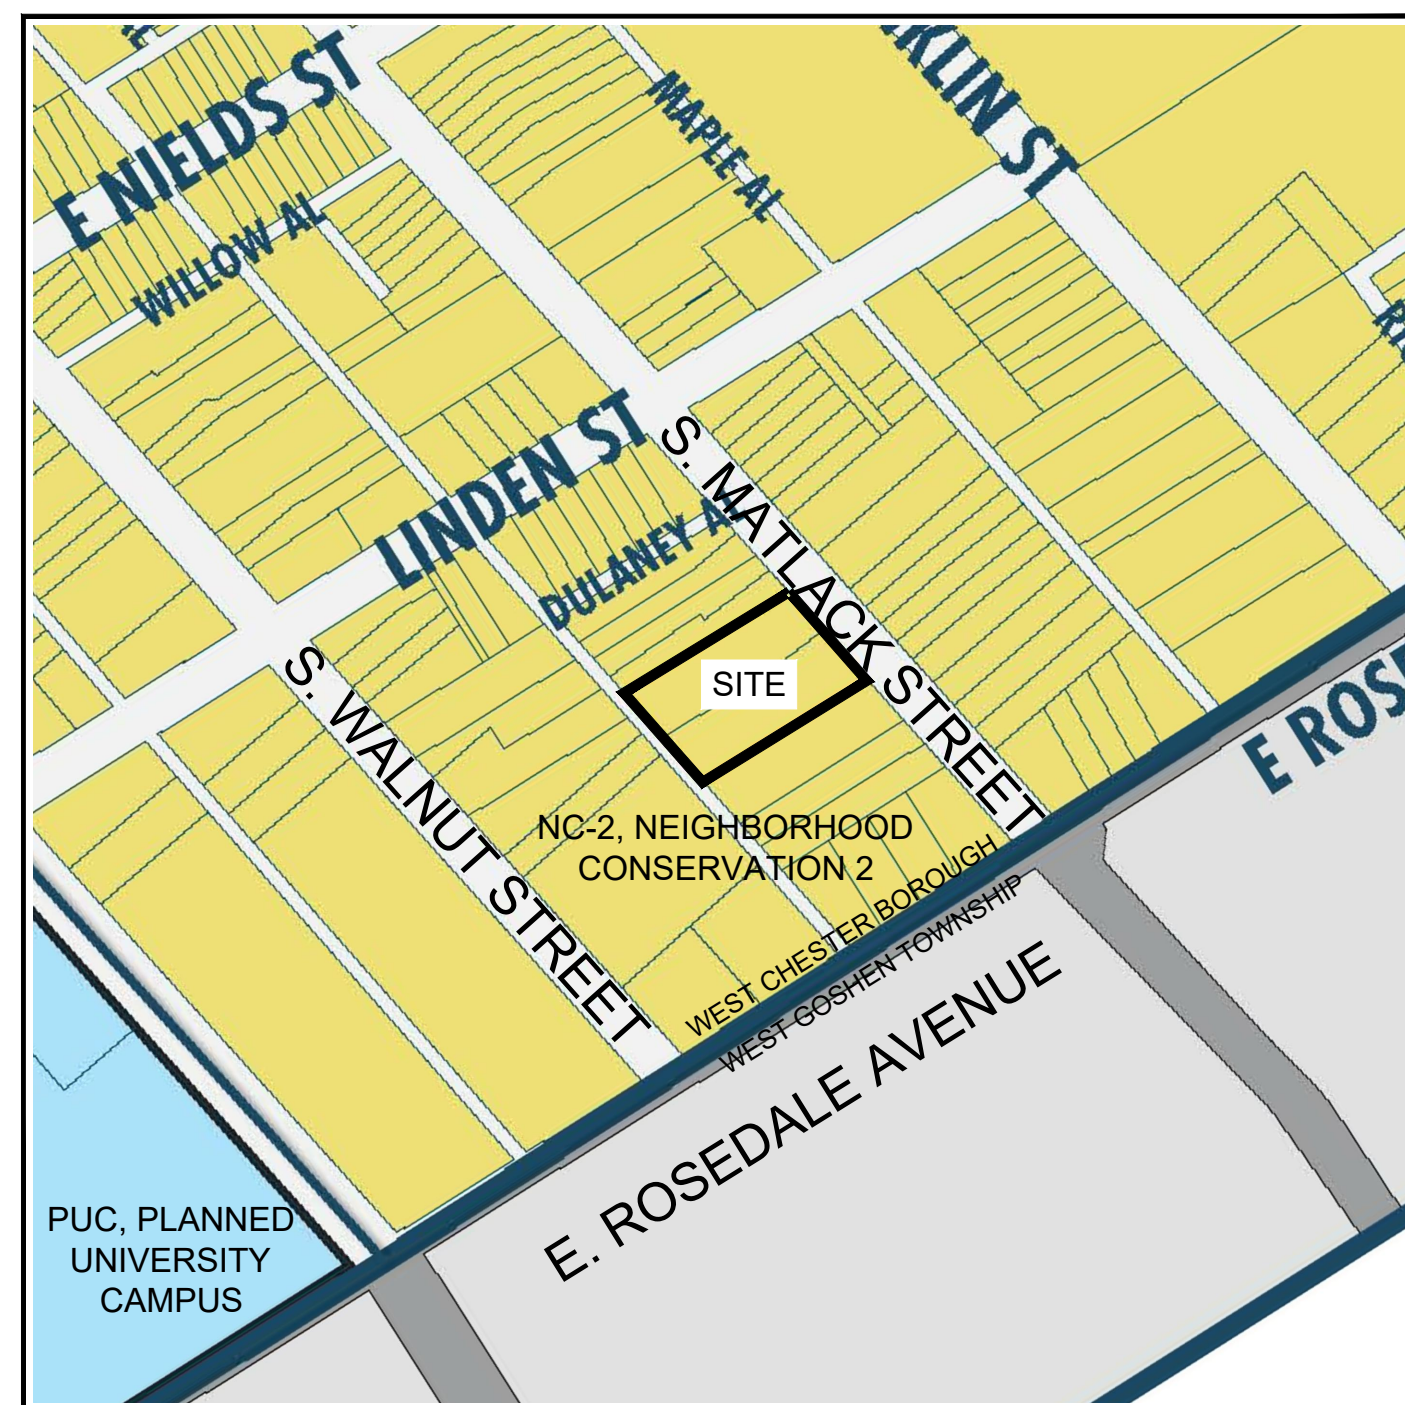 E NIELDS ST
WILLOW AL
MAPLE AL
ST
LINDEN ST
DULANEY AL
S. MATLACK STREET
SITE
S. WALNUT STREET
NC-2, NEIGHBORHOOD
CONSERVATION 2
WEST CHESTER BOROUGH
WEST GOSHEN TOWNSHIP
E. ROSEDALE AVENUE
E ROS
PUC, PLANNED
UNIVERSITY
CAMPUS